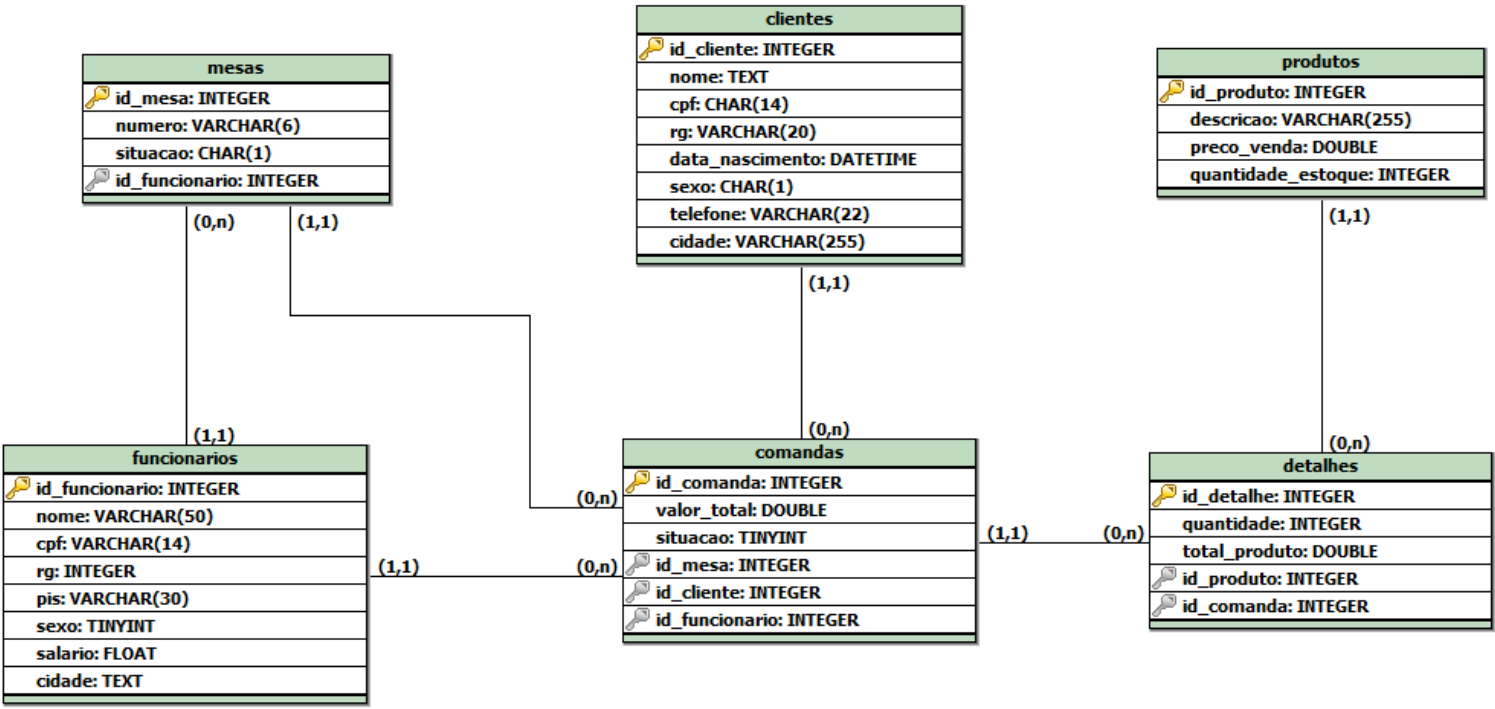 mesas
id_mesa: INTEGER
numero: VARCHAR(6)
situacao: CHAR(1)
id_funcionario: INTEGER
(0,n)
(1,1)
clientes
id_cliente: INTEGER
nome: TEXT
cpf: CHAR(14)
rg: VARCHAR(20)
data_nascimento: DATETIME
sexo: CHAR(1)
telefone: VARCHAR(22)
cidade: VARCHAR(255)
(1,1)
produtos
id_produto: INTEGER
descricao: VARCHAR(255)
preco_venda: DOUBLE
quantidade_estoque: INTEGER
(1,1)
(1,1)
funcionarios
id_funcionario: INTEGER
nome: VARCHAR(50)
cpf: VARCHAR(14)
rg: INTEGER
pis: VARCHAR(30)
sexo: TINYINT
salario: FLOAT
cidade: TEXT
(1,1)
(0,n)
(0,n)
(0,n)
comandas
id_comanda: INTEGER
valor_total: DOUBLE
situacao: TINYINT
id_mesa: INTEGER
id_cliente: INTEGER
id_funcionario: INTEGER
(1,1)
(0,n)
(0,n)
detalhes
id_detalhe: INTEGER
quantidade: INTEGER
total_produto: DOUBLE
id_produto: INTEGER
id_comanda: INTEGER